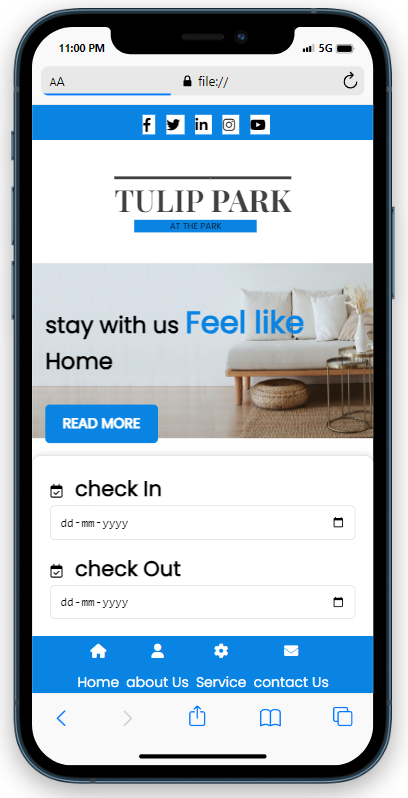 11:00 PM 5G
AA file://
TULIP PARK
AT THE PARK
stay with us Feel like
Home
READ MORE
check In
dd-mm-yyyy
check Out
dd-mm-yyyy
Home about Us Service contact Us